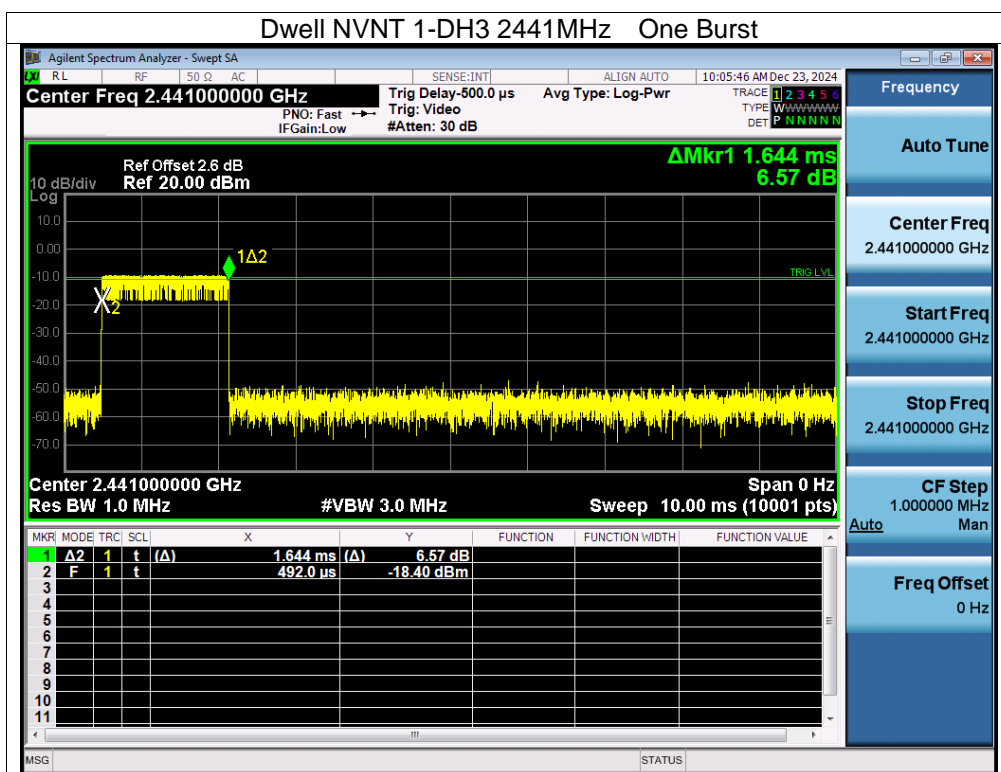 Dwell NVNT 1-DH3 2441MHz One Burst
Agilent Spectrum Analyzer - Swept SA
LXI RL RF 50 Ω AC SENSE:INT ALIGN AUTO 10:05:46 AM Dec 23, 2024
Center Freq 2.441000000 GHz Trig Delay-500.0 µs Avg Type: Log-Pwr TRACE 1 2 3 4 5 6
PNO: Fast Trig: Video TYPE WWWWWW
IFGain:Low #Atten: 30 dB DET P NNNNN
Ref Offset 2.6 dB ΔMkr1 1.644 ms
10 dB/div Ref 20.00 dBm 6.57 dB
Log
10.0
0.00
1Δ2
-10.0 TRIG LVL
2
-20.0
-30.0
-40.0
-50.0
-60.0
-70.0
Center 2.441000000 GHz Span 0 Hz
Res BW 1.0 MHz #VBW 3.0 MHz Sweep 10.00 ms (10001 pts)
MKR MODE TRC SCL X Y FUNCTION FUNCTION WIDTH FUNCTION VALUE
1 Δ2 1 t (Δ) 1.644 ms (Δ) 6.57 dB
2 F 1 t 492.0 µs -18.40 dBm
3
4
5
6
7
8
9
10
11
MSG STATUS
Frequency
Auto Tune
Center Freq
2.441000000 GHz
Start Freq
2.441000000 GHz
Stop Freq
2.441000000 GHz
CF Step
1.000000 MHz
Auto Man
Freq Offset
0 Hz